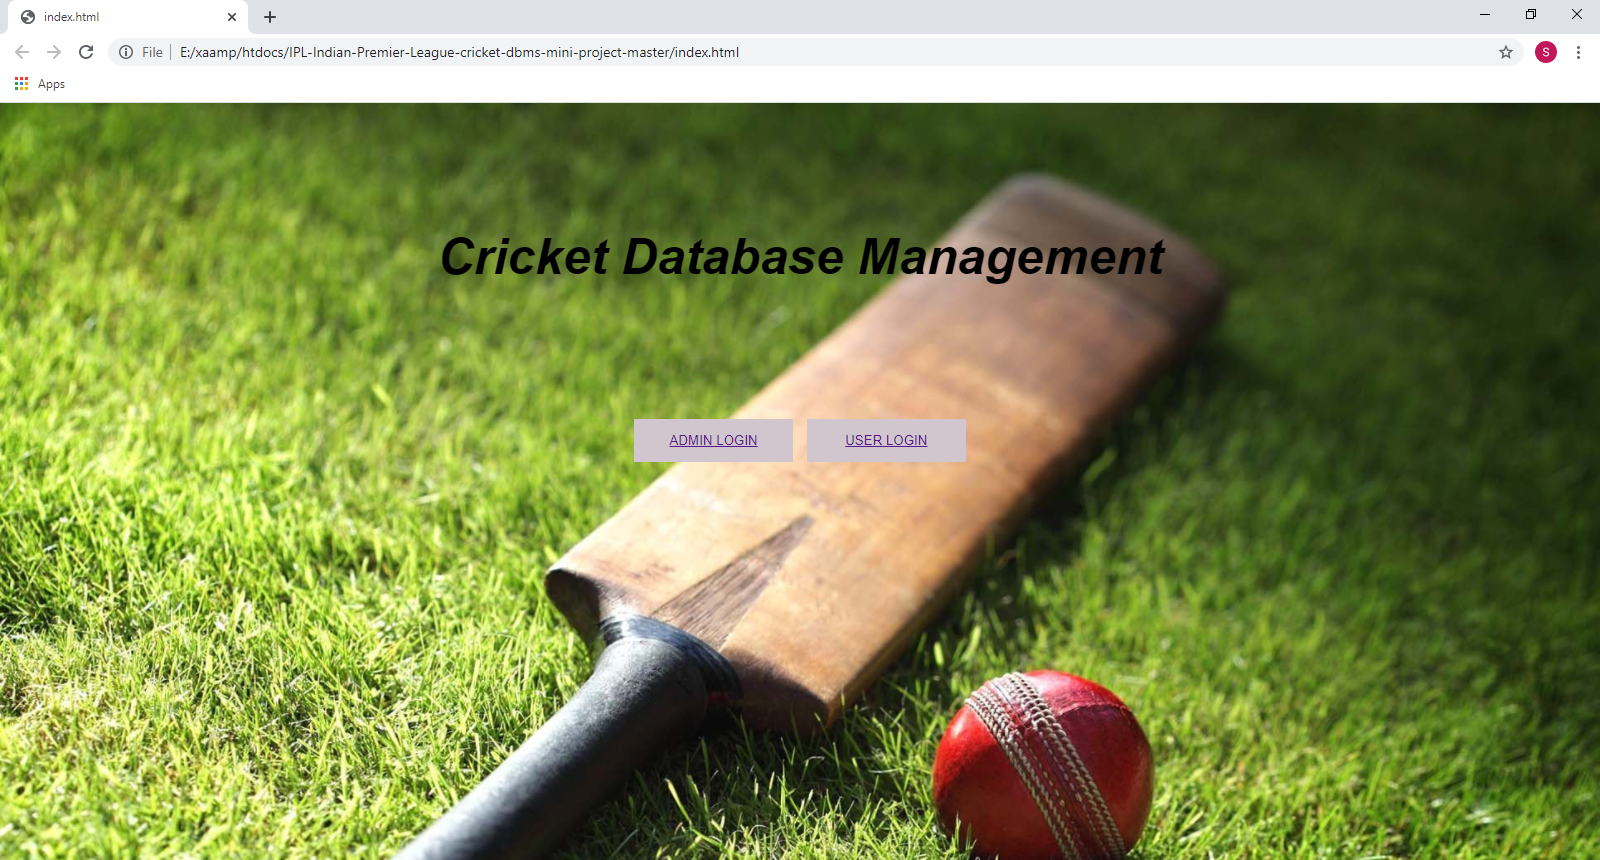 index.html
File
E:/xaamp/htdocs/IPL-Indian-Premier-League-cricket-dbms-mini-project-master/index.html
S
Apps
Cricket Database Management
ADMIN LOGIN
USER LOGIN